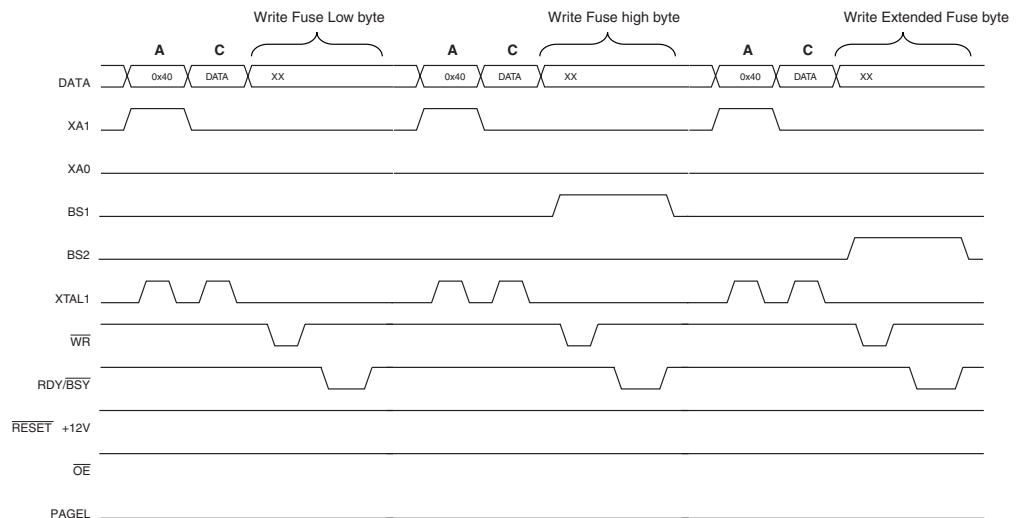 Write Fuse Low byte Write Fuse high byte Write Extended Fuse byte
A C A C A C
DATA 0x40 DATA XX 0x40 DATA XX 0x40 DATA XX
XA1
XA0
BS1
BS2
XTAL1
WR
RDY/BSY
RESET +12V
OE
PAGEL